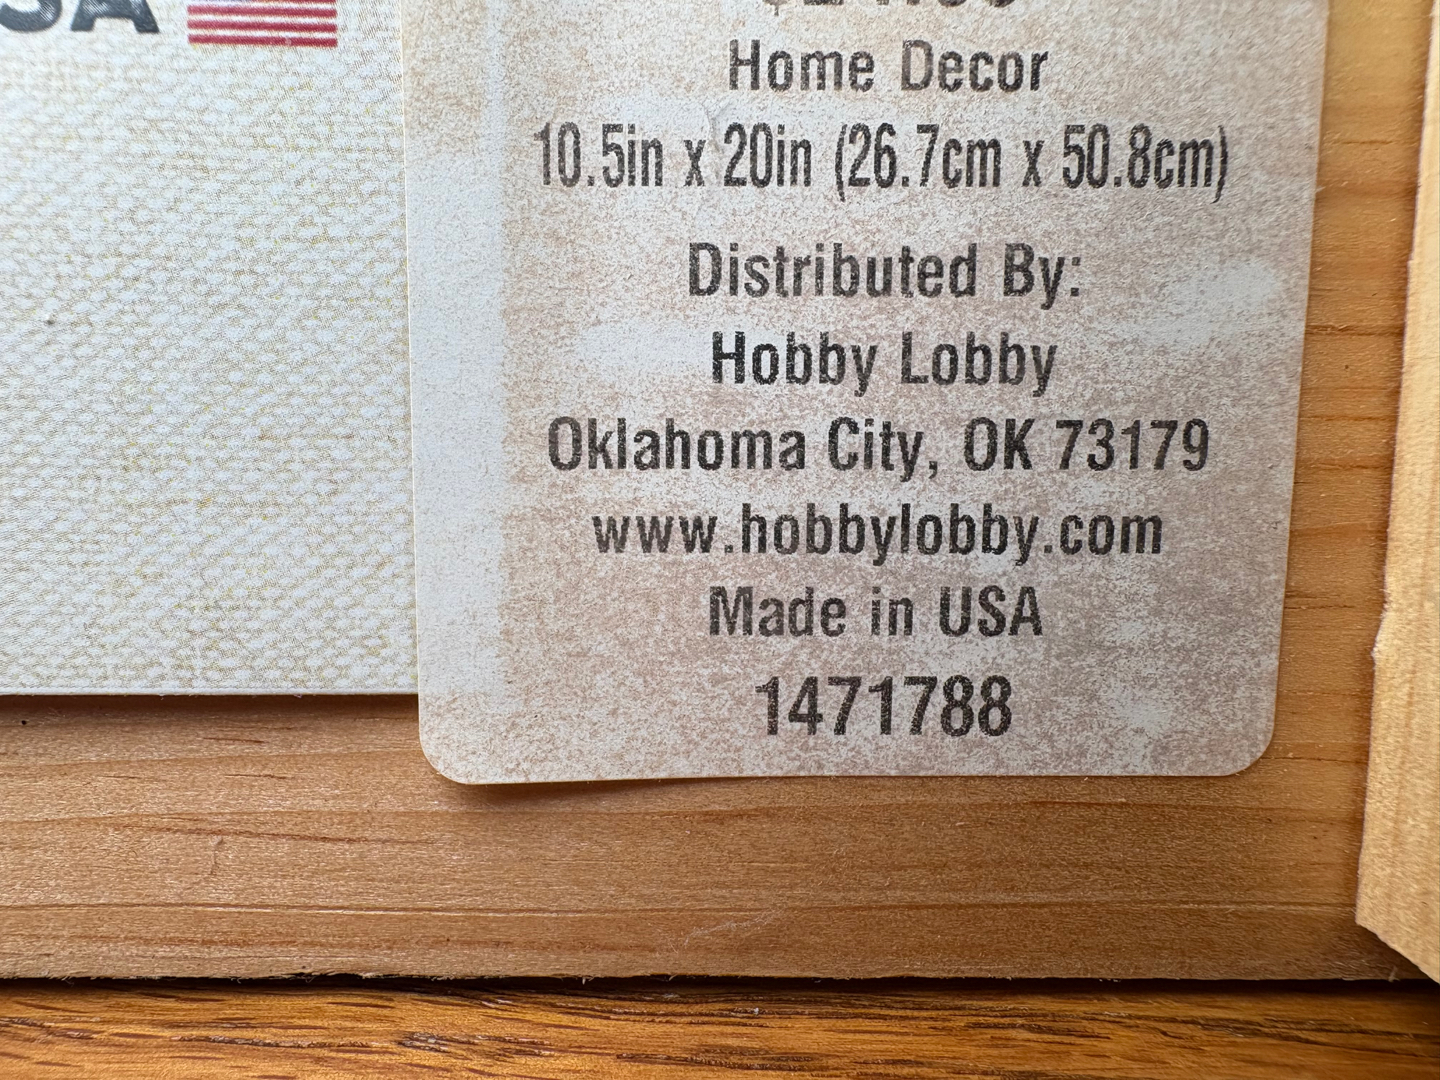 Home Decor
10.5in x 20in (26.7cm x 50.8cm)
Distributed By:
Hobby Lobby
Oklahoma City, OK 73179
www.hobbylobby.com
Made in USA
1471788